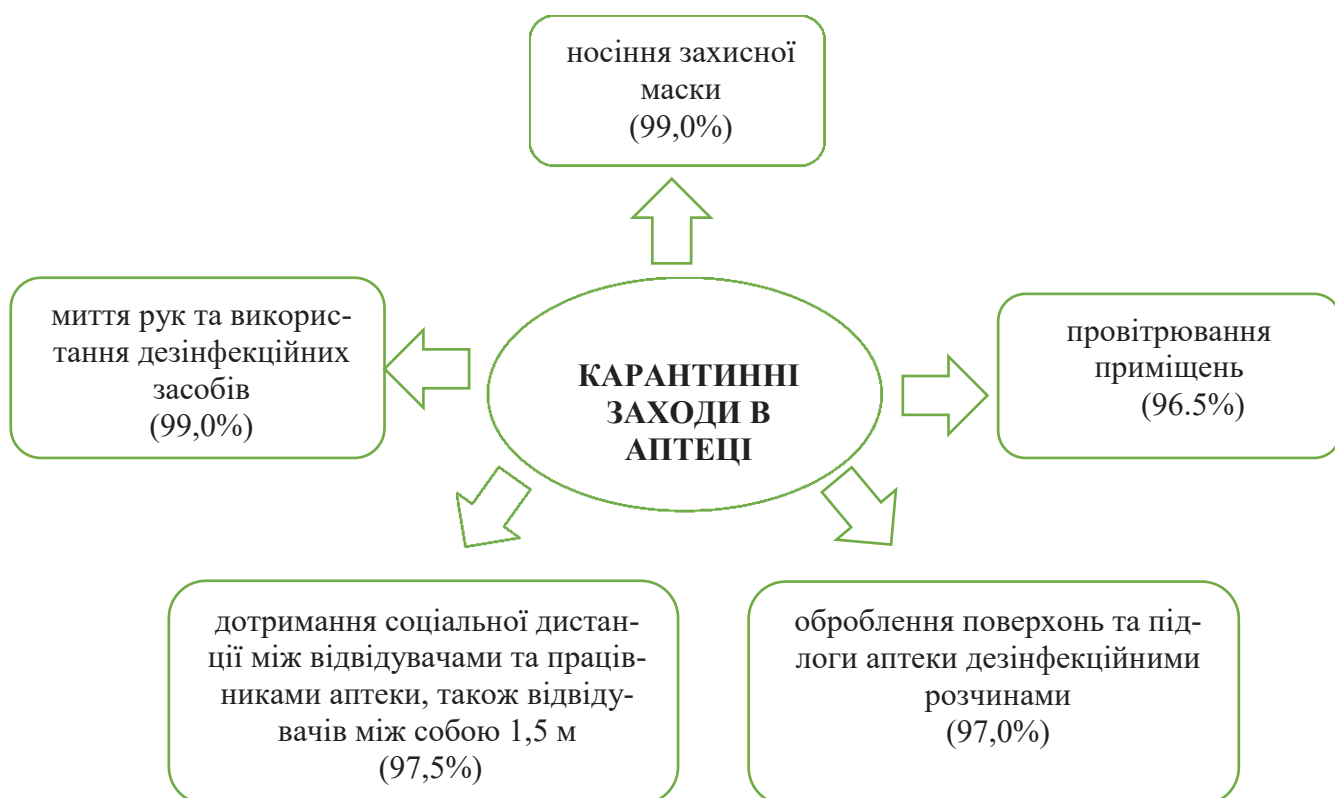 носіння захисної
маски
(99,0%)
миття рук та викорис-
тання дезінфекційних
засобів
(99,0%)
КАРАНТИННІ
ЗАХОДИ В
АПТЕЦІ
провітрювання
приміщень
(96.5%)
дотримання соціальної дистан-
ції між відвідувачами та праців-
никами аптеки, також відвіду-
вачів між собою 1,5 м
(97,5%)
оброблення поверхонь та під-
логи аптеки дезінфекційними
розчинами
(97,0%)